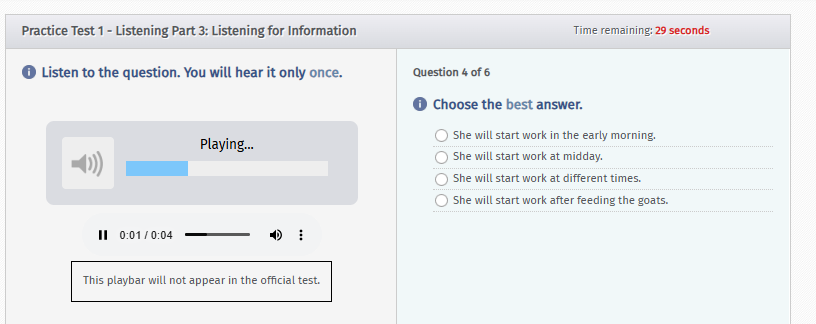 Practice Test 1 - Listening Part 3: Listening for Information
Time remaining: 29 seconds
Listen to the question. You will hear it only once.
Playing...
0:01 / 0:04
This playbar will not appear in the official test.
Question 4 of 6
Choose the best answer.
She will start work in the early morning.
She will start work at midday.
She will start work at different times.
She will start work after feeding the goats.